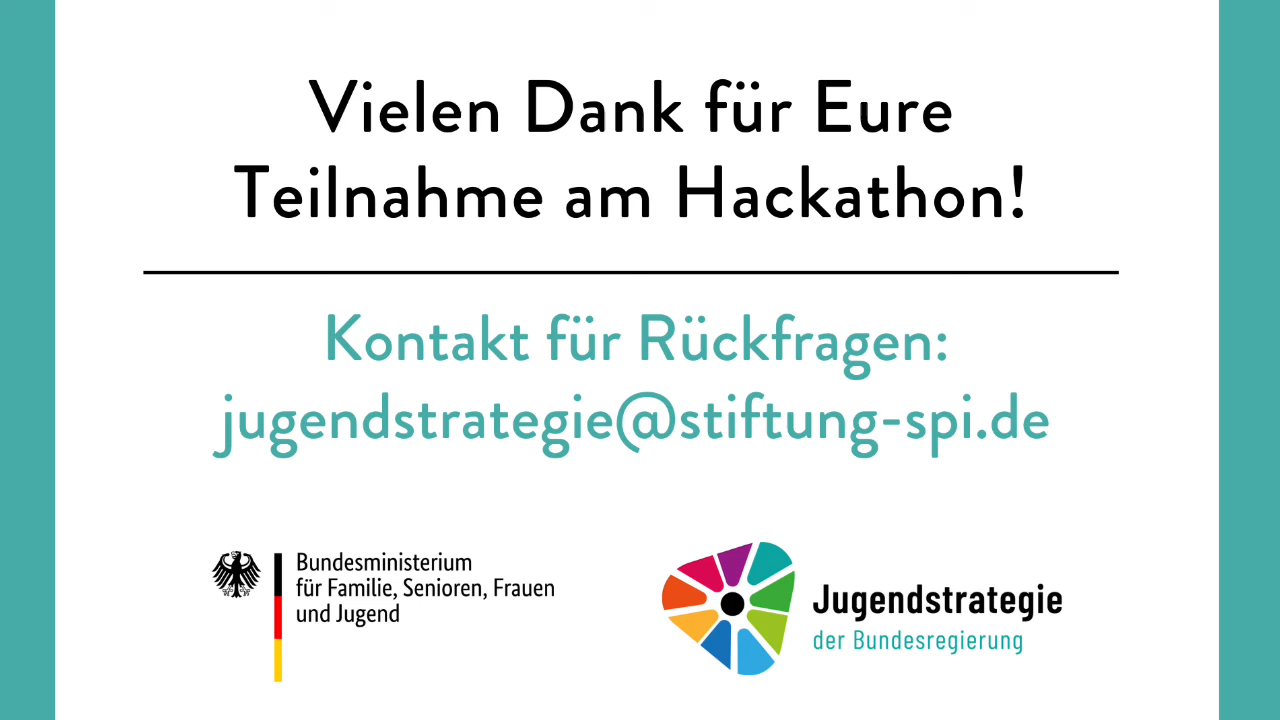 Vielen Dank für Eure
Teilnahme am Hackathon!
Kontakt für Rückfragen:
jugendstrategie@stiftung-spi.de
Bundesministerium
für Familie, Senioren, Frauen
und Jugend
Jugendstrategie
der Bundesregierung